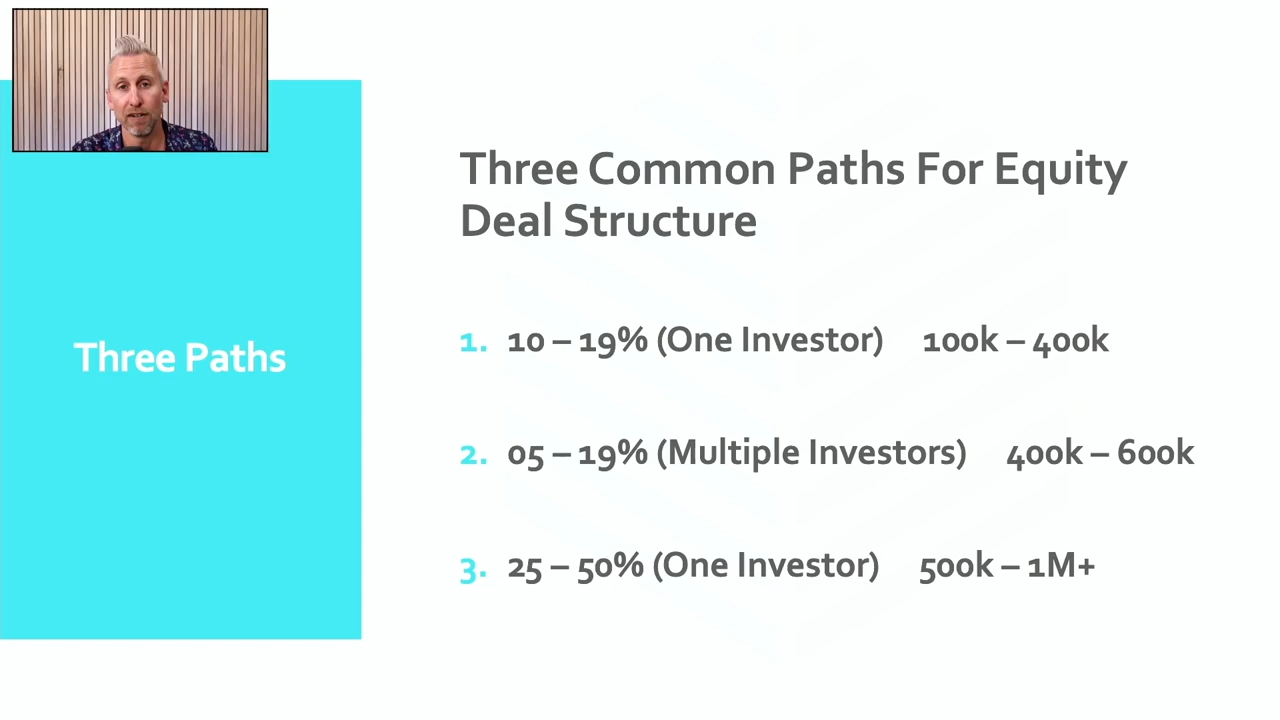 Three Paths
Three Common Paths For Equity
Deal Structure
1. 10 – 19% (One Investor) 100k – 400k
2. 05 – 19% (Multiple Investors) 400k – 600k
3. 25 – 50% (One Investor) 500k – 1M+